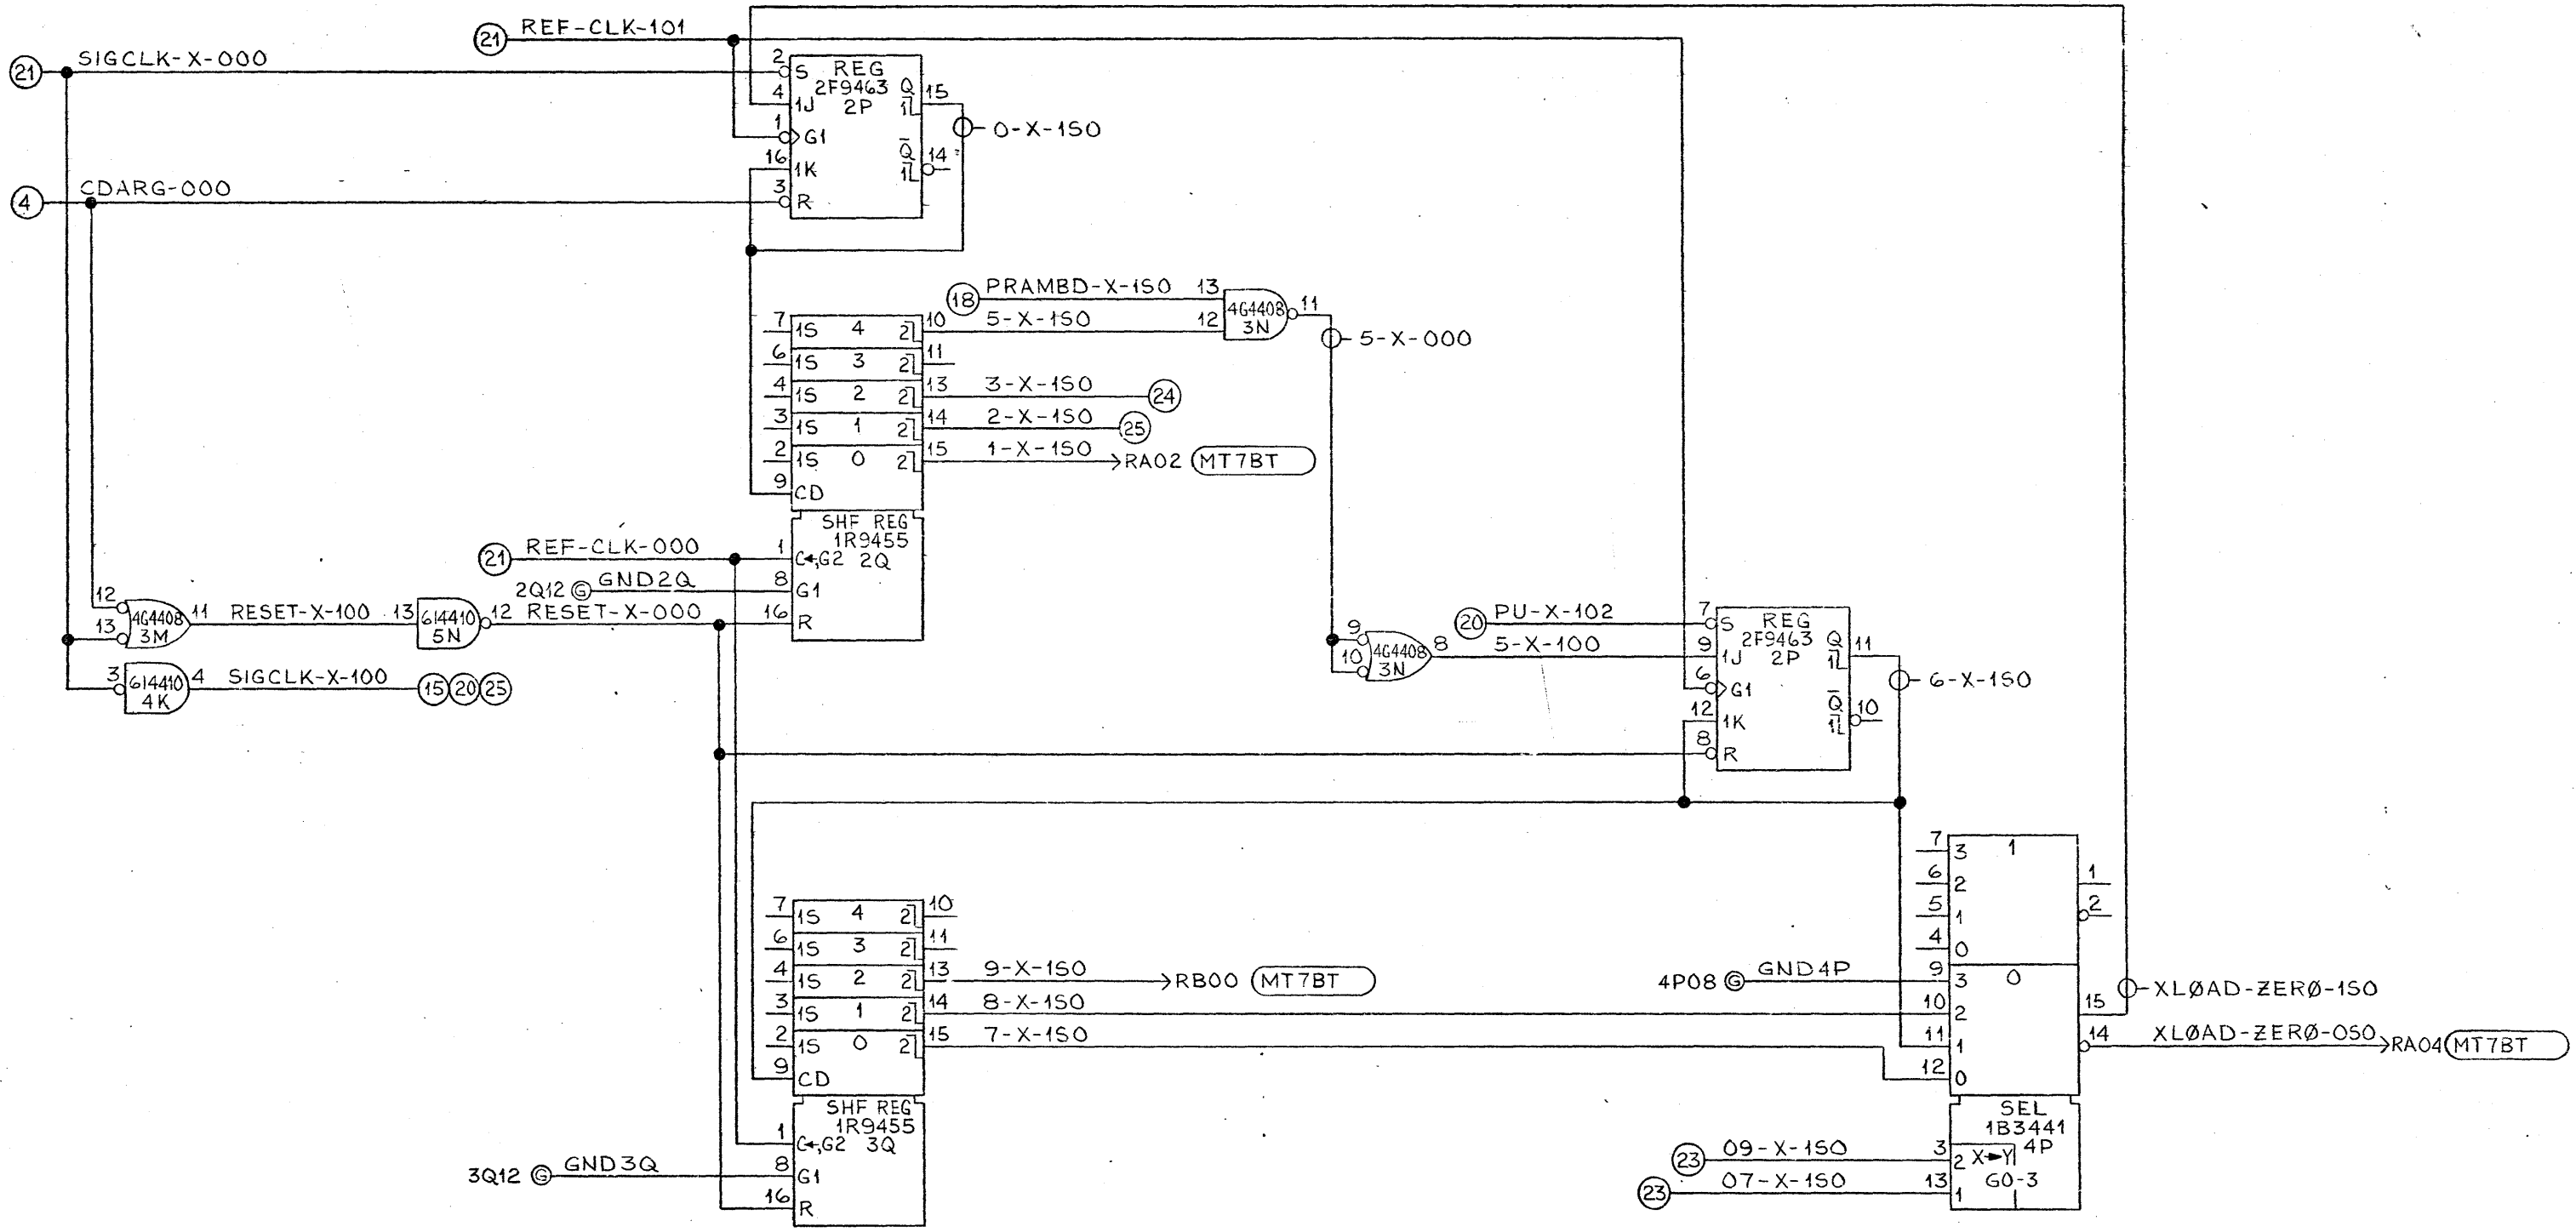 21 REF-CLK-101
21 SIGCLK-X-000
4 CDARG-000
2 S REG
2F9463 Q 15
4 1J 2P 1
1 G1
0-X-1SO
16 1K Q 14
1
3 R
18 PRAMBD-X-1SO 13
4G4408 11
3N
7 1S 4 2 10 5-X-1SO 12
5-X-000
6 1S 3 2 11
4 1S 2 2 13 3-X-1SO 24
3 1S 1 2 14 2-X-1SO 25
2 1S 0 2 15 1-X-1SO RA02 MT7BT
9 CD
SHF REG
1R9455
21 REF-CLK-000 1 C G2 2Q
2Q12 G GND2Q 8 G1
12 4G4408 11 RESET-X-100 13 614410 12 RESET-X-000 16 R
13 3M 5N
3 614410 4 SIGCLK-X-100 15 20 25
4K
20 PU-X-102 7 S REG
2F9463 Q 11
9 4G4408 8 5-X-100 9 1J 2P 1
10 3N
6 G1
6-X-1SO
12 1K Q 10
1
8 R
7 1S 4 2 10
6 1S 3 2 11
4 1S 2 2 13 9-X-1SO RB00 MT7BT
3 1S 1 2 14 8-X-1SO
2 1S 0 2 15 7-X-1SO
9 CD
SHF REG
1R9455
1 C G2 3Q
3Q12 G GND3Q 8 G1
16 R
7 3 1
6 2 1
5 1 2
4 0
4P08 G GND4P 9 3 0
XLØAD-ZERØ-1SO
10 2 15
11 1 14 XLØAD-ZERØ-0SO RA04 MT7BT
12 0
SEL
1B3441
23 09-X-1SO 3 2 X→Y 4P
23 07-X-1SO 13 1 G0-3